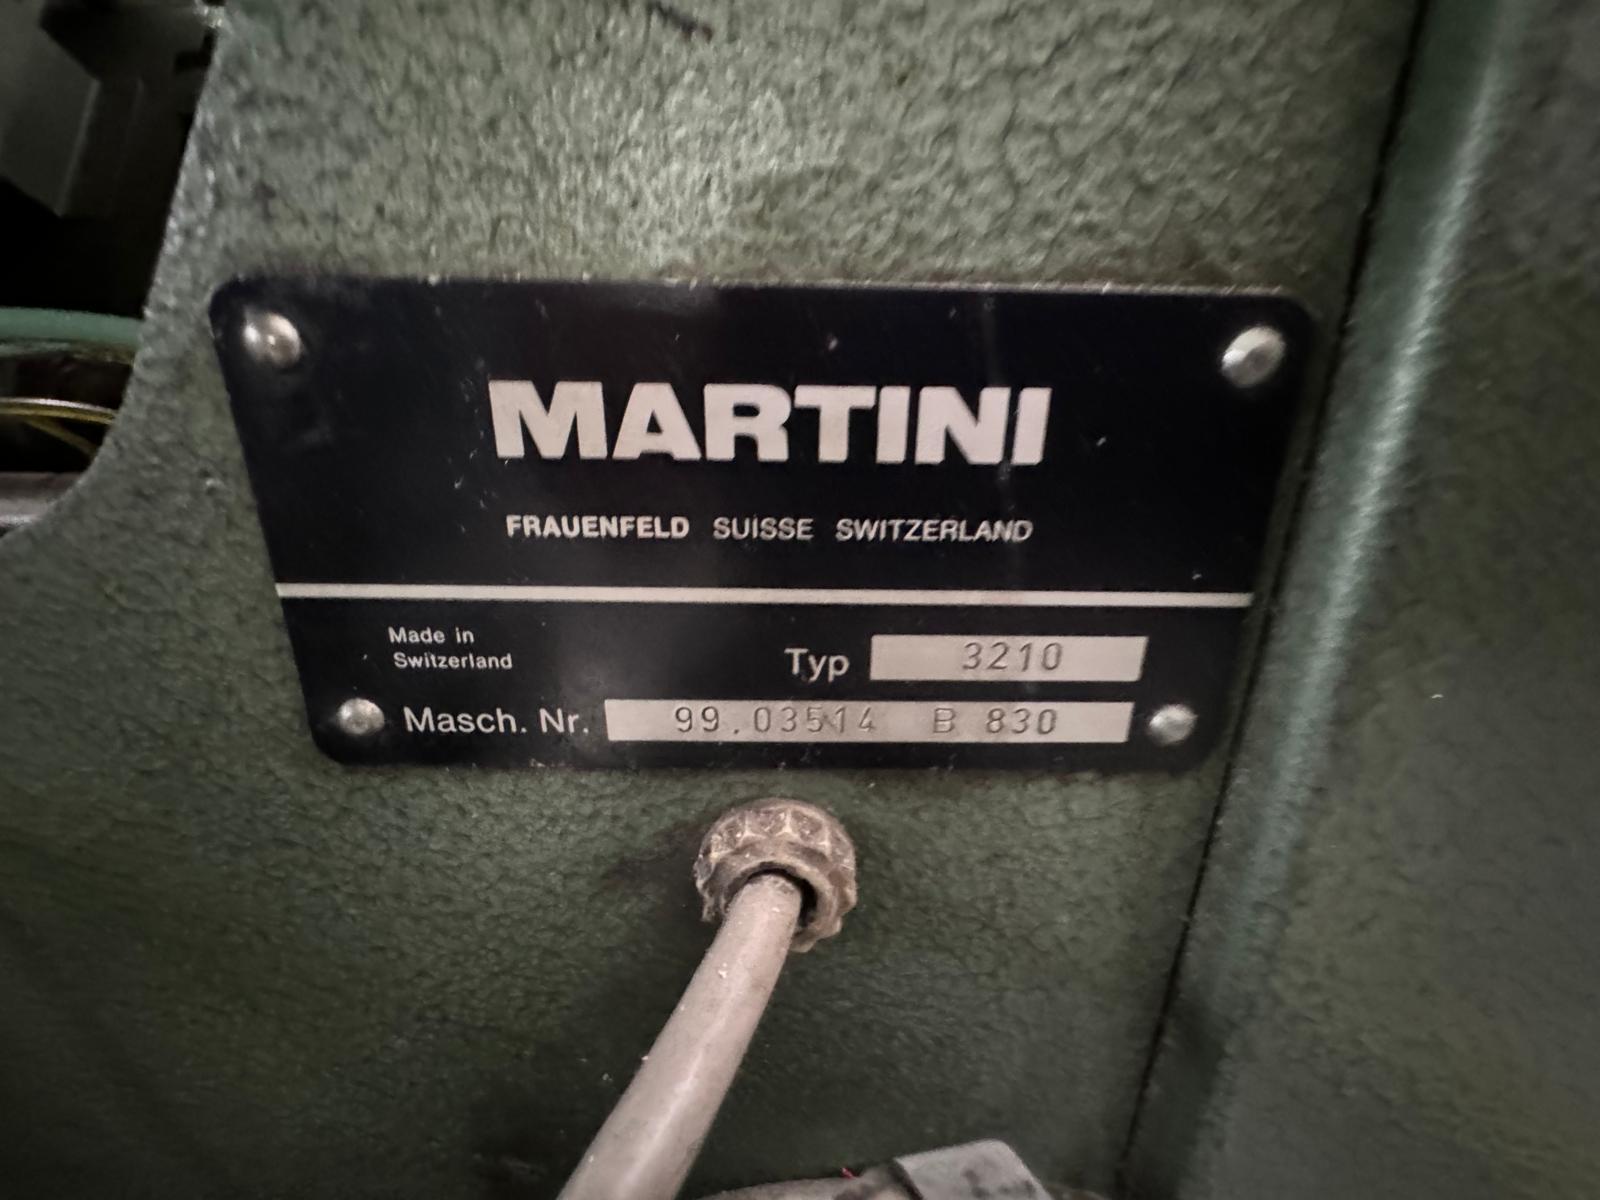 MARTINI
FRAUENFELD SUISSE SWITZERLAND
Made in
Switzerland
Typ 3210
Masch. Nr. 99.03514 B 830